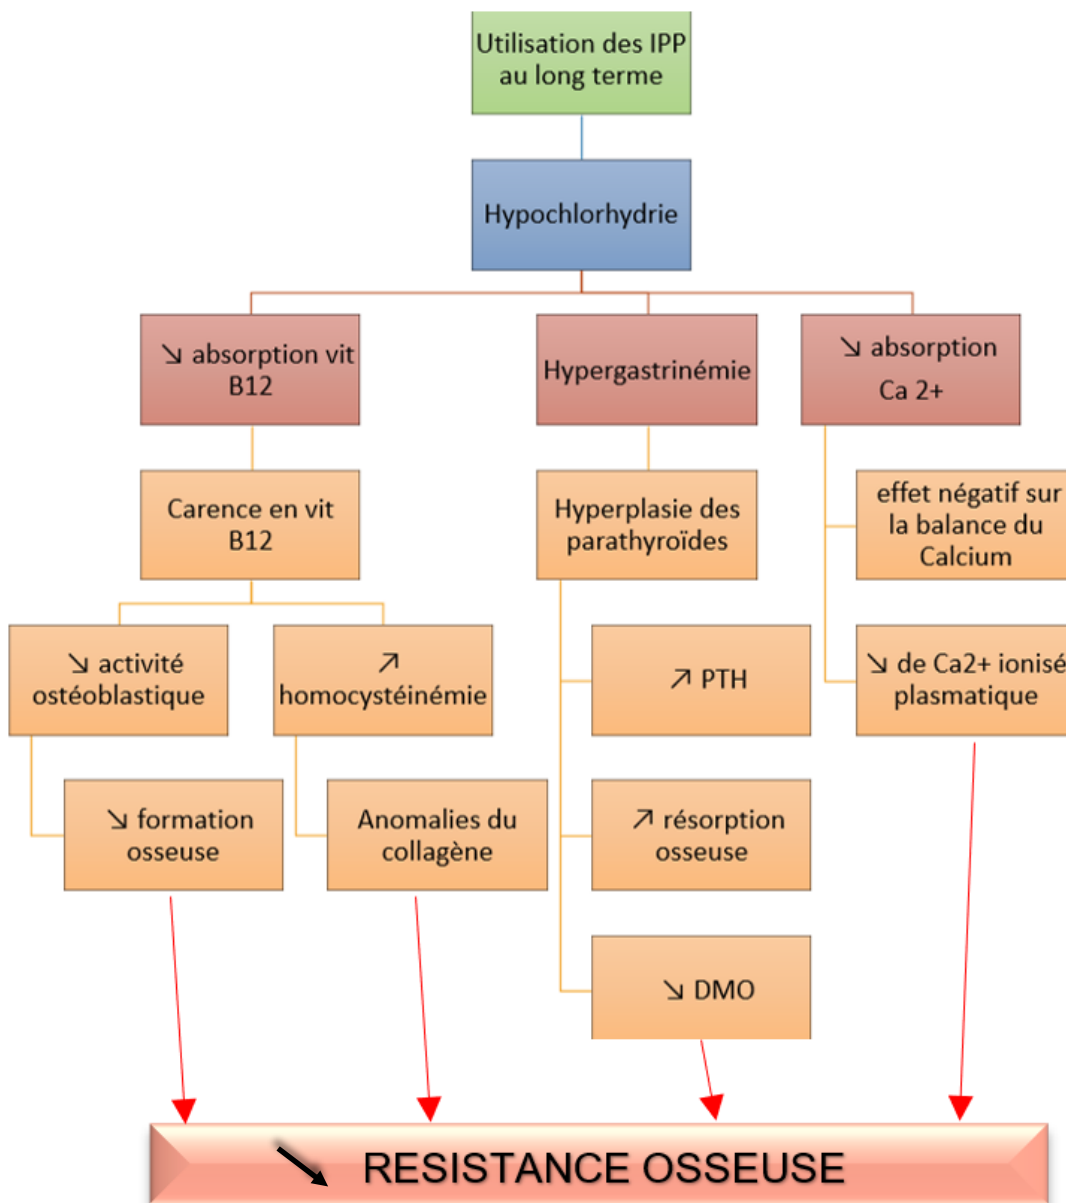 Utilisation des IPP
au long terme
Hypochlorhydrie
↘ absorption vit
B12
Hypergastrinémie
↘ absorption
Ca 2+
Carence en vit
B12
Hyperplasie des
parathyroïdes
effet négatif sur
la balance du
Calcium
↘ activité
ostéoblastique
↗
homocystéinémie
↗ PTH
↘ de Ca2+ ionisé
plasmatique
↘ formation
osseuse
Anomalies du
collagène
↗ résorption
osseuse
↘ DMO
↘ RESISTANCE OSSEUSE